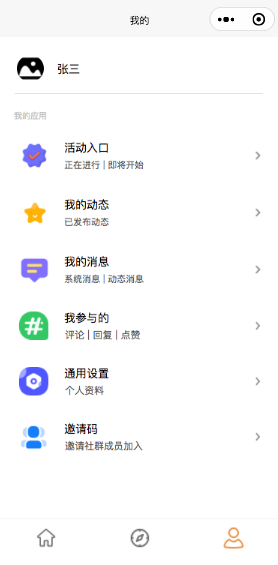 我的
张三
我的应用
活动入口
正在进行 | 即将开始
我的动态
已发布动态
我的消息
系统消息 | 动态消息
我参与的
评论 | 回复 | 点赞
通用设置
个人资料
邀请码
邀请社群成员加入